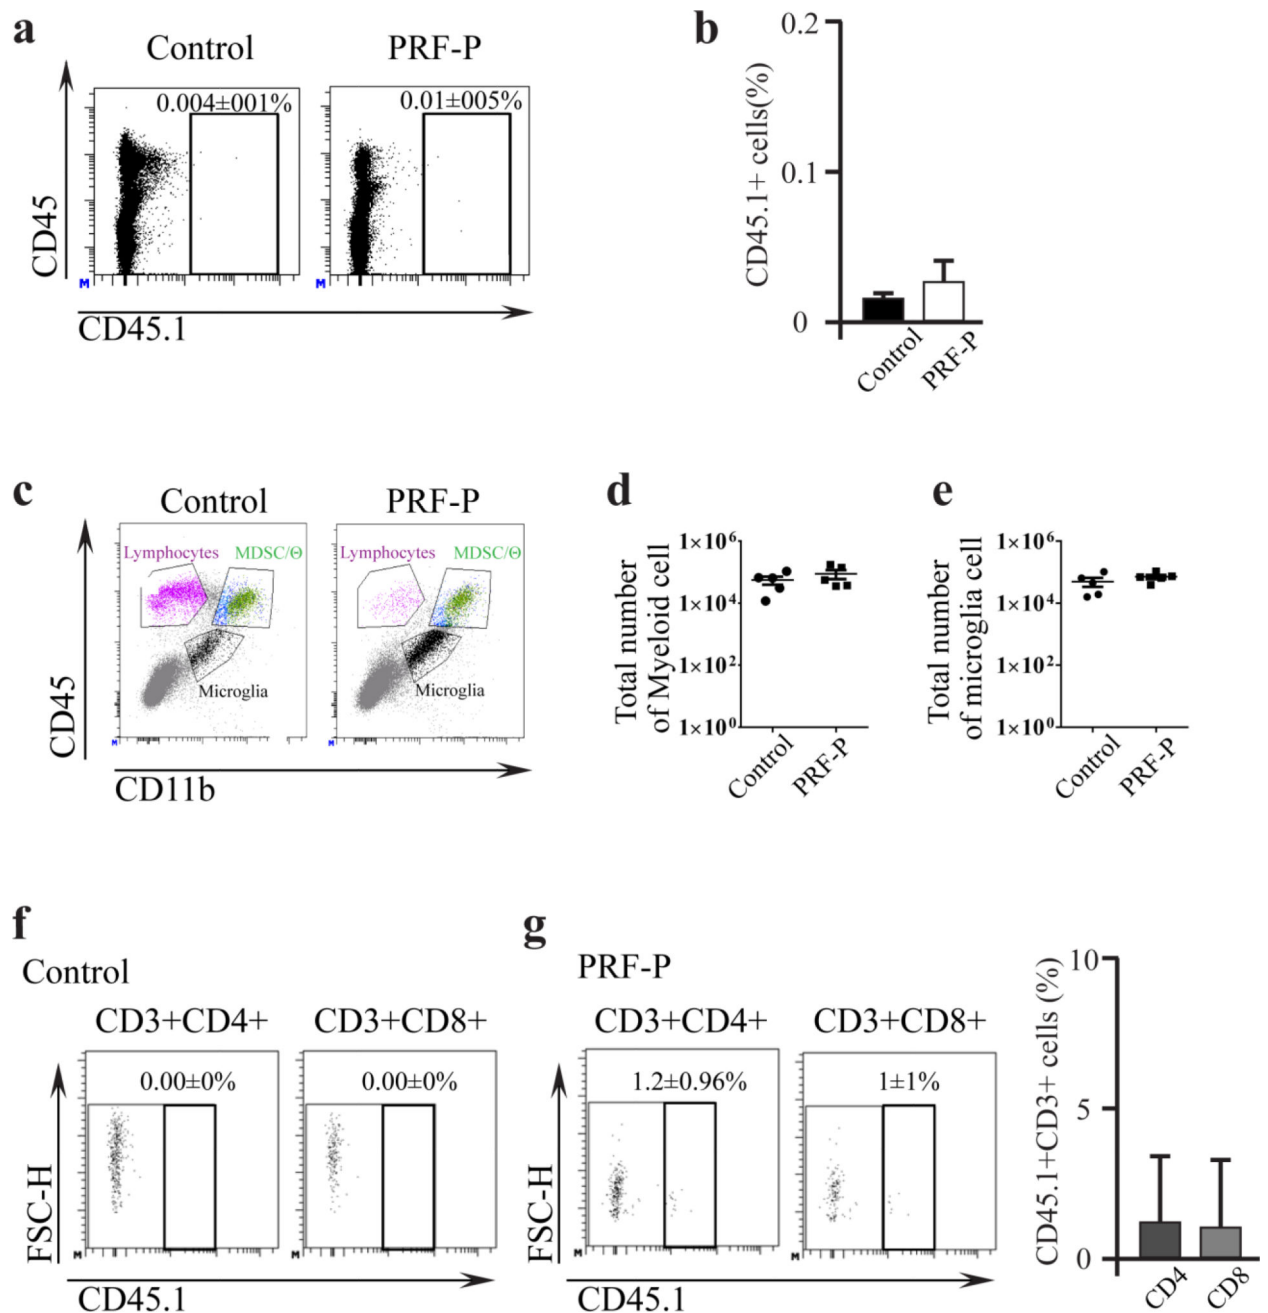 a
Control
PRF-P
0.004±001%
0.01±005%
CD45
M
M
CD45.1
b
CD45.1+ cells(%)
0.2
0.1
0
Control
PRF-P
c
Control
PRF-P
Lymphocytes
MDSC/Θ
Microglia
Lymphocytes
MDSC/Θ
Microglia
CD45
M
M
CD11b
d
Total number
of Myeloid cell
1×10⁶
1×10⁴
1×10²
1×10⁰
Control
PRF-P
e
Total number
of microglia cell
1×10⁶
1×10⁴
1×10²
1×10⁰
Control
PRF-P
f
Control
CD3+CD4+
CD3+CD8+
0.00±0%
0.00±0%
FSC-H
M
M
CD45.1
g
PRF-P
CD3+CD4+
CD3+CD8+
1.2±0.96%
1±1%
FSC-H
M
M
CD45.1
CD45.1+CD3+ cells (%)
10
5
0
CD4
CD8